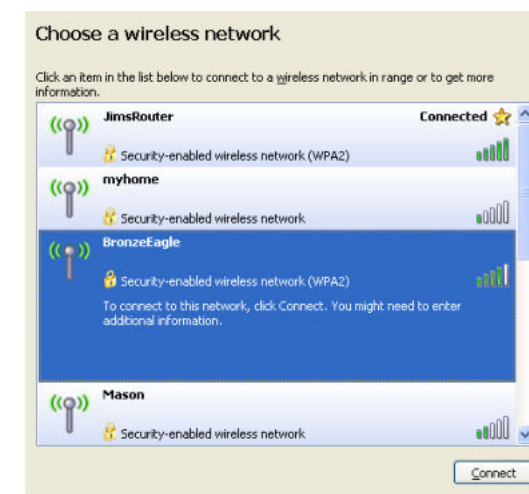 Choose a wireless network
Click an item in the list below to connect to a wireless network in range or to get more
information.
JimsRouter Connected
Security-enabled wireless network (WPA2)
myhome
Security-enabled wireless network
BronzeEagle
Security-enabled wireless network (WPA2)
To connect to this network, click Connect. You might need to enter
additional information.
Mason
Security-enabled wireless network
Connect